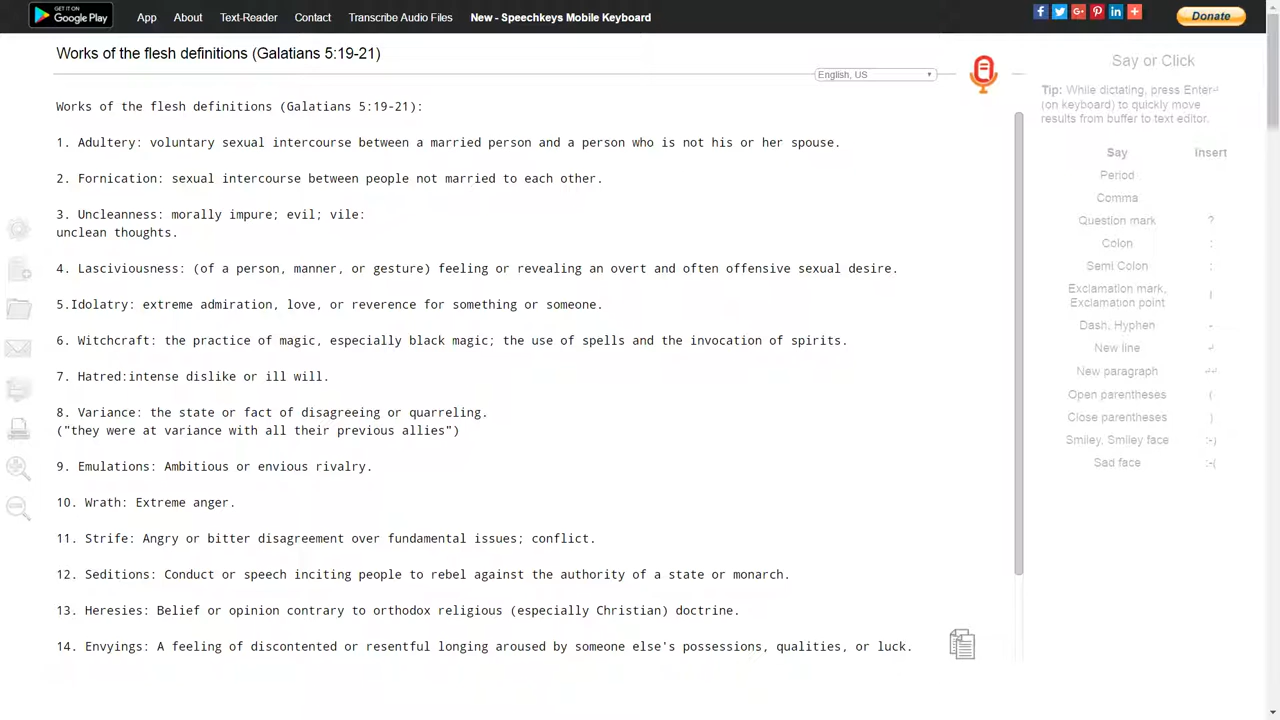 GET IT ON
Google Play
App
About
Text-Reader
Contact
Transcribe Audio Files
New - Speechkeys Mobile Keyboard
Donate
Works of the flesh definitions (Galatians 5:19-21)
English, US
Works of the flesh definitions (Galatians 5:19-21):
1. Adultery: voluntary sexual intercourse between a married person and a person who is not his or her spouse.
2. Fornication: sexual intercourse between people not married to each other.
3. Uncleanness: morally impure; evil; vile:
unclean thoughts.
4. Lasciviousness: (of a person, manner, or gesture) feeling or revealing an overt and often offensive sexual desire.
5.Idolatry: extreme admiration, love, or reverence for something or someone.
6. Witchcraft: the practice of magic, especially black magic; the use of spells and the invocation of spirits.
7. Hatred:intense dislike or ill will.
8. Variance: the state or fact of disagreeing or quarreling.
("they were at variance with all their previous allies")
9. Emulations: Ambitious or envious rivalry.
10. Wrath: Extreme anger.
11. Strife: Angry or bitter disagreement over fundamental issues; conflict.
12. Seditions: Conduct or speech inciting people to rebel against the authority of a state or monarch.
13. Heresies: Belief or opinion contrary to orthodox religious (especially Christian) doctrine.
14. Envyings: A feeling of discontented or resentful longing aroused by someone else's possessions, qualities, or luck.
Say or Click
Tip: While dictating, press Enter↵
(on keyboard) to quickly move
results from buffer to text editor.
Say Insert
Period
Comma
Question mark ?
Colon :
Semi Colon ;
Exclamation mark,
Exclamation point !
Dash, Hyphen -
New line ↵
New paragraph ↵↵
Open parentheses (
Close parentheses )
Smiley, Smiley face :-)
Sad face :-(